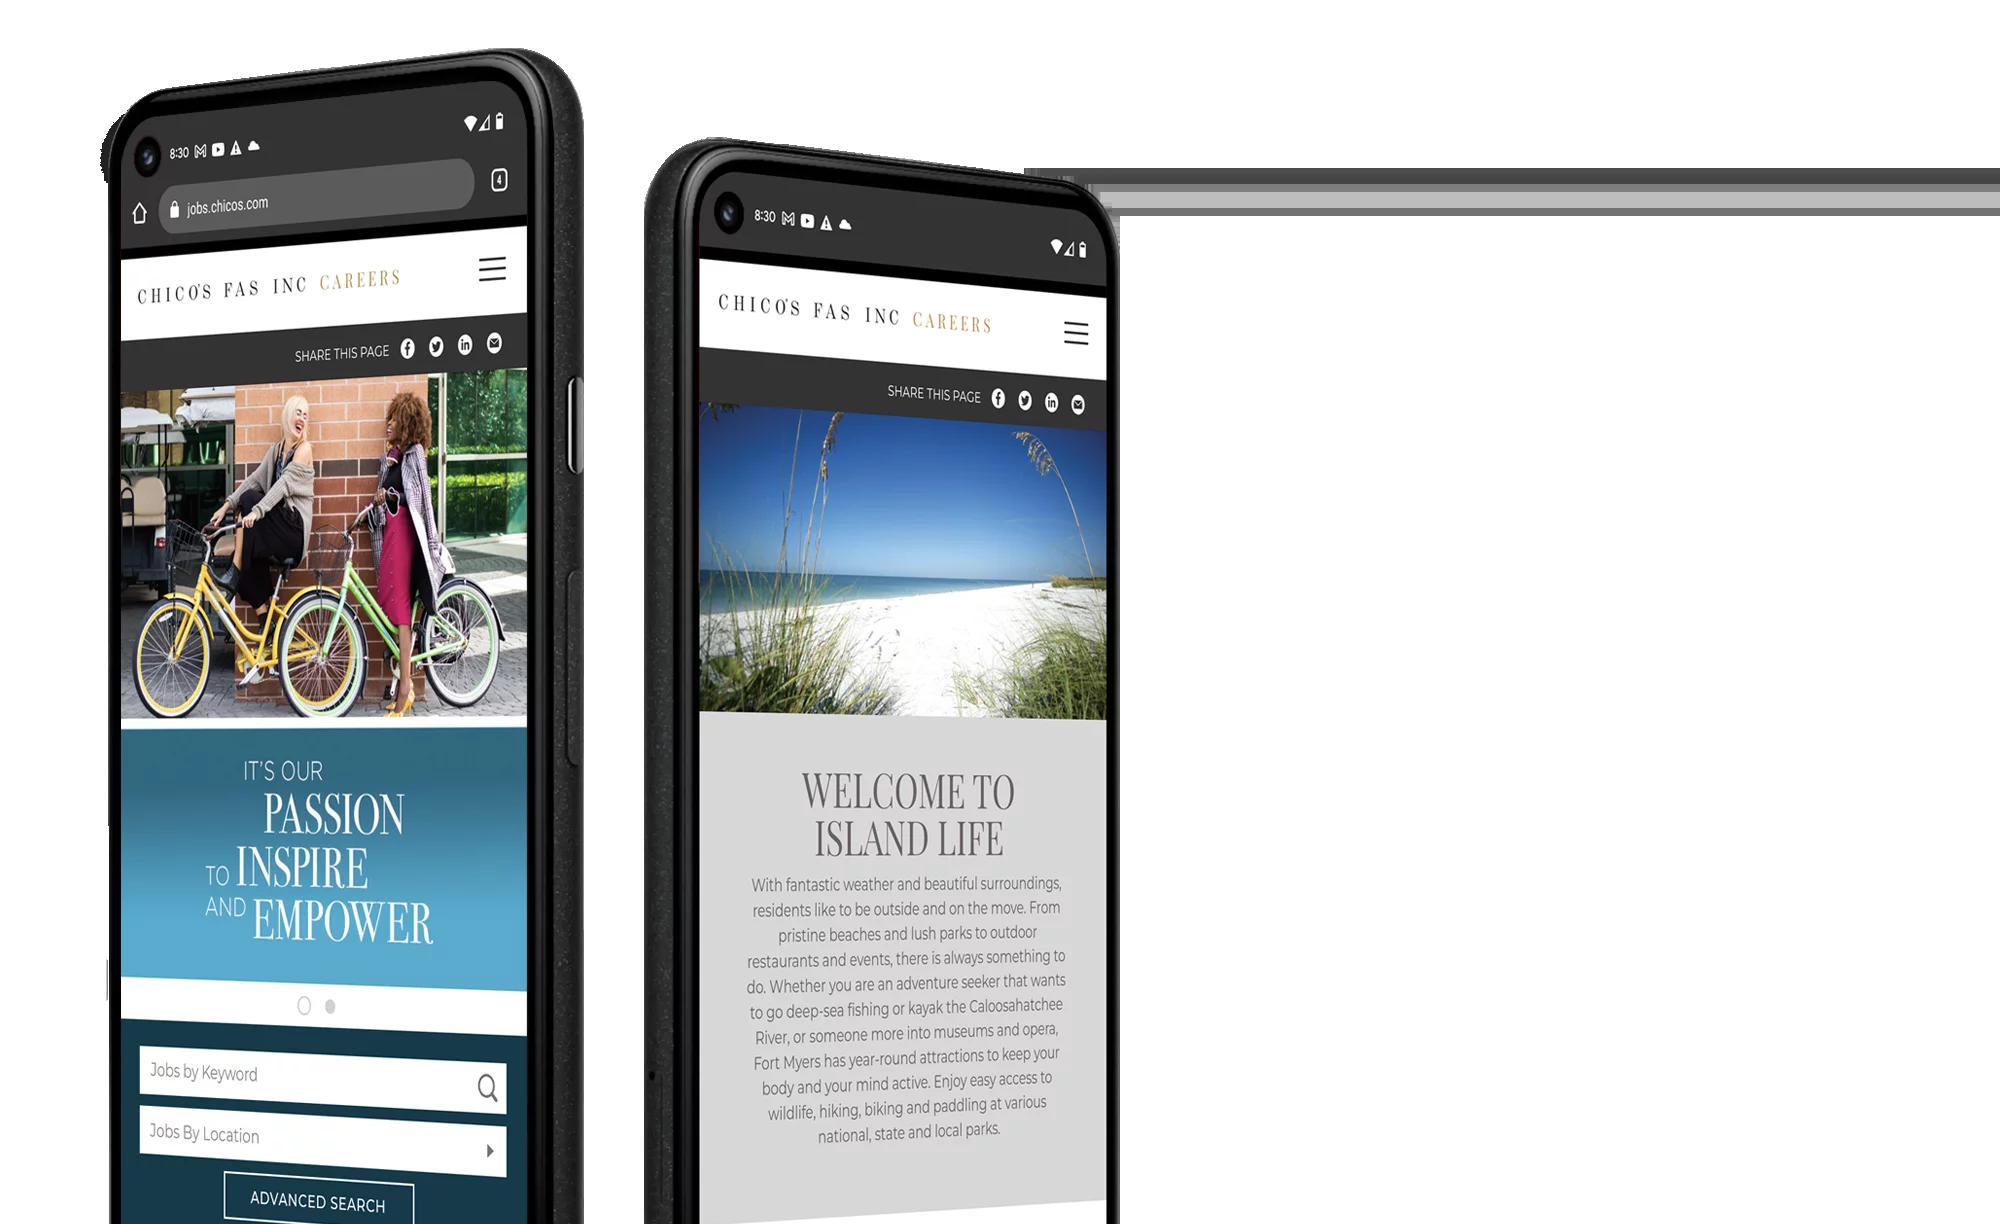 8:30
4
jobs.chicos.com
CHICO'S FAS INC CAREERS
SHARE THIS PAGE
IT'S OUR
PASSION
TO INSPIRE
AND EMPOWER
Jobs by Keyword
Jobs By Location
ADVANCED SEARCH
8:30
CHICO'S FAS INC CAREERS
SHARE THIS PAGE
WELCOME TO
ISLAND LIFE
With fantastic weather and beautiful surroundings,
residents like to be outside and on the move. From
pristine beaches and lush parks to outdoor
restaurants and events, there is always something to
do. Whether you are an adventure seeker that wants
to go deep-sea fishing or kayak the Caloosahatchee
River, or someone more into museums and opera,
Fort Myers has year-round attractions to keep your
body and your mind active. Enjoy easy access to
wildlife, hiking, biking and paddling at various
national, state and local parks.